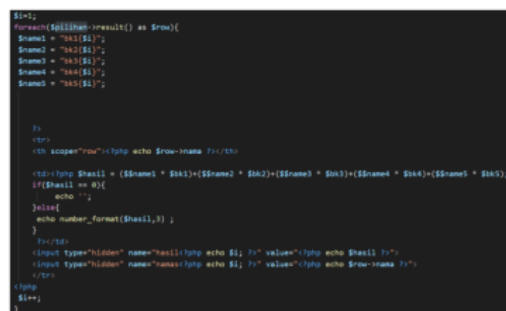 $i=1;
foreach($pilihan->result() as $row){
$name1 = "bk1{$i}";
$name2 = "bk2{$i}";
$name3 = "bk3{$i}";
$name4 = "bk4{$i}";
$name5 = "bk5{$i}";
?>
<tr>
<th scope="row"><?php echo $row->nama ?></th>
<td><?php $hasil = ($$name1 * $bk1)+($$name2 * $bk2)+($$name3 * $bk3)+($$name4 * $bk4)+($$name5 * $bk5);
if($hasil == 0){
echo '';
}else{
echo number_format($hasil,3) ;
}
?></td>
<input type="hidden" name="hasil<?php echo $i; ?>" value="<?php echo $hasil ?>">
<input type="hidden" name="namas<?php echo $i; ?>" value="<?php echo $row->nama ?>">
</tr>
<?php
$i++;
}